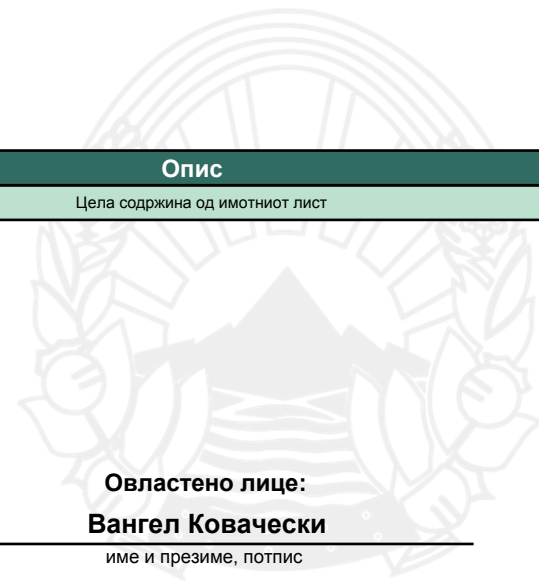 Опис
Цела содржина од имотниот лист
Овластено лице:
Вангел Ковачески
име и презиме, потпис